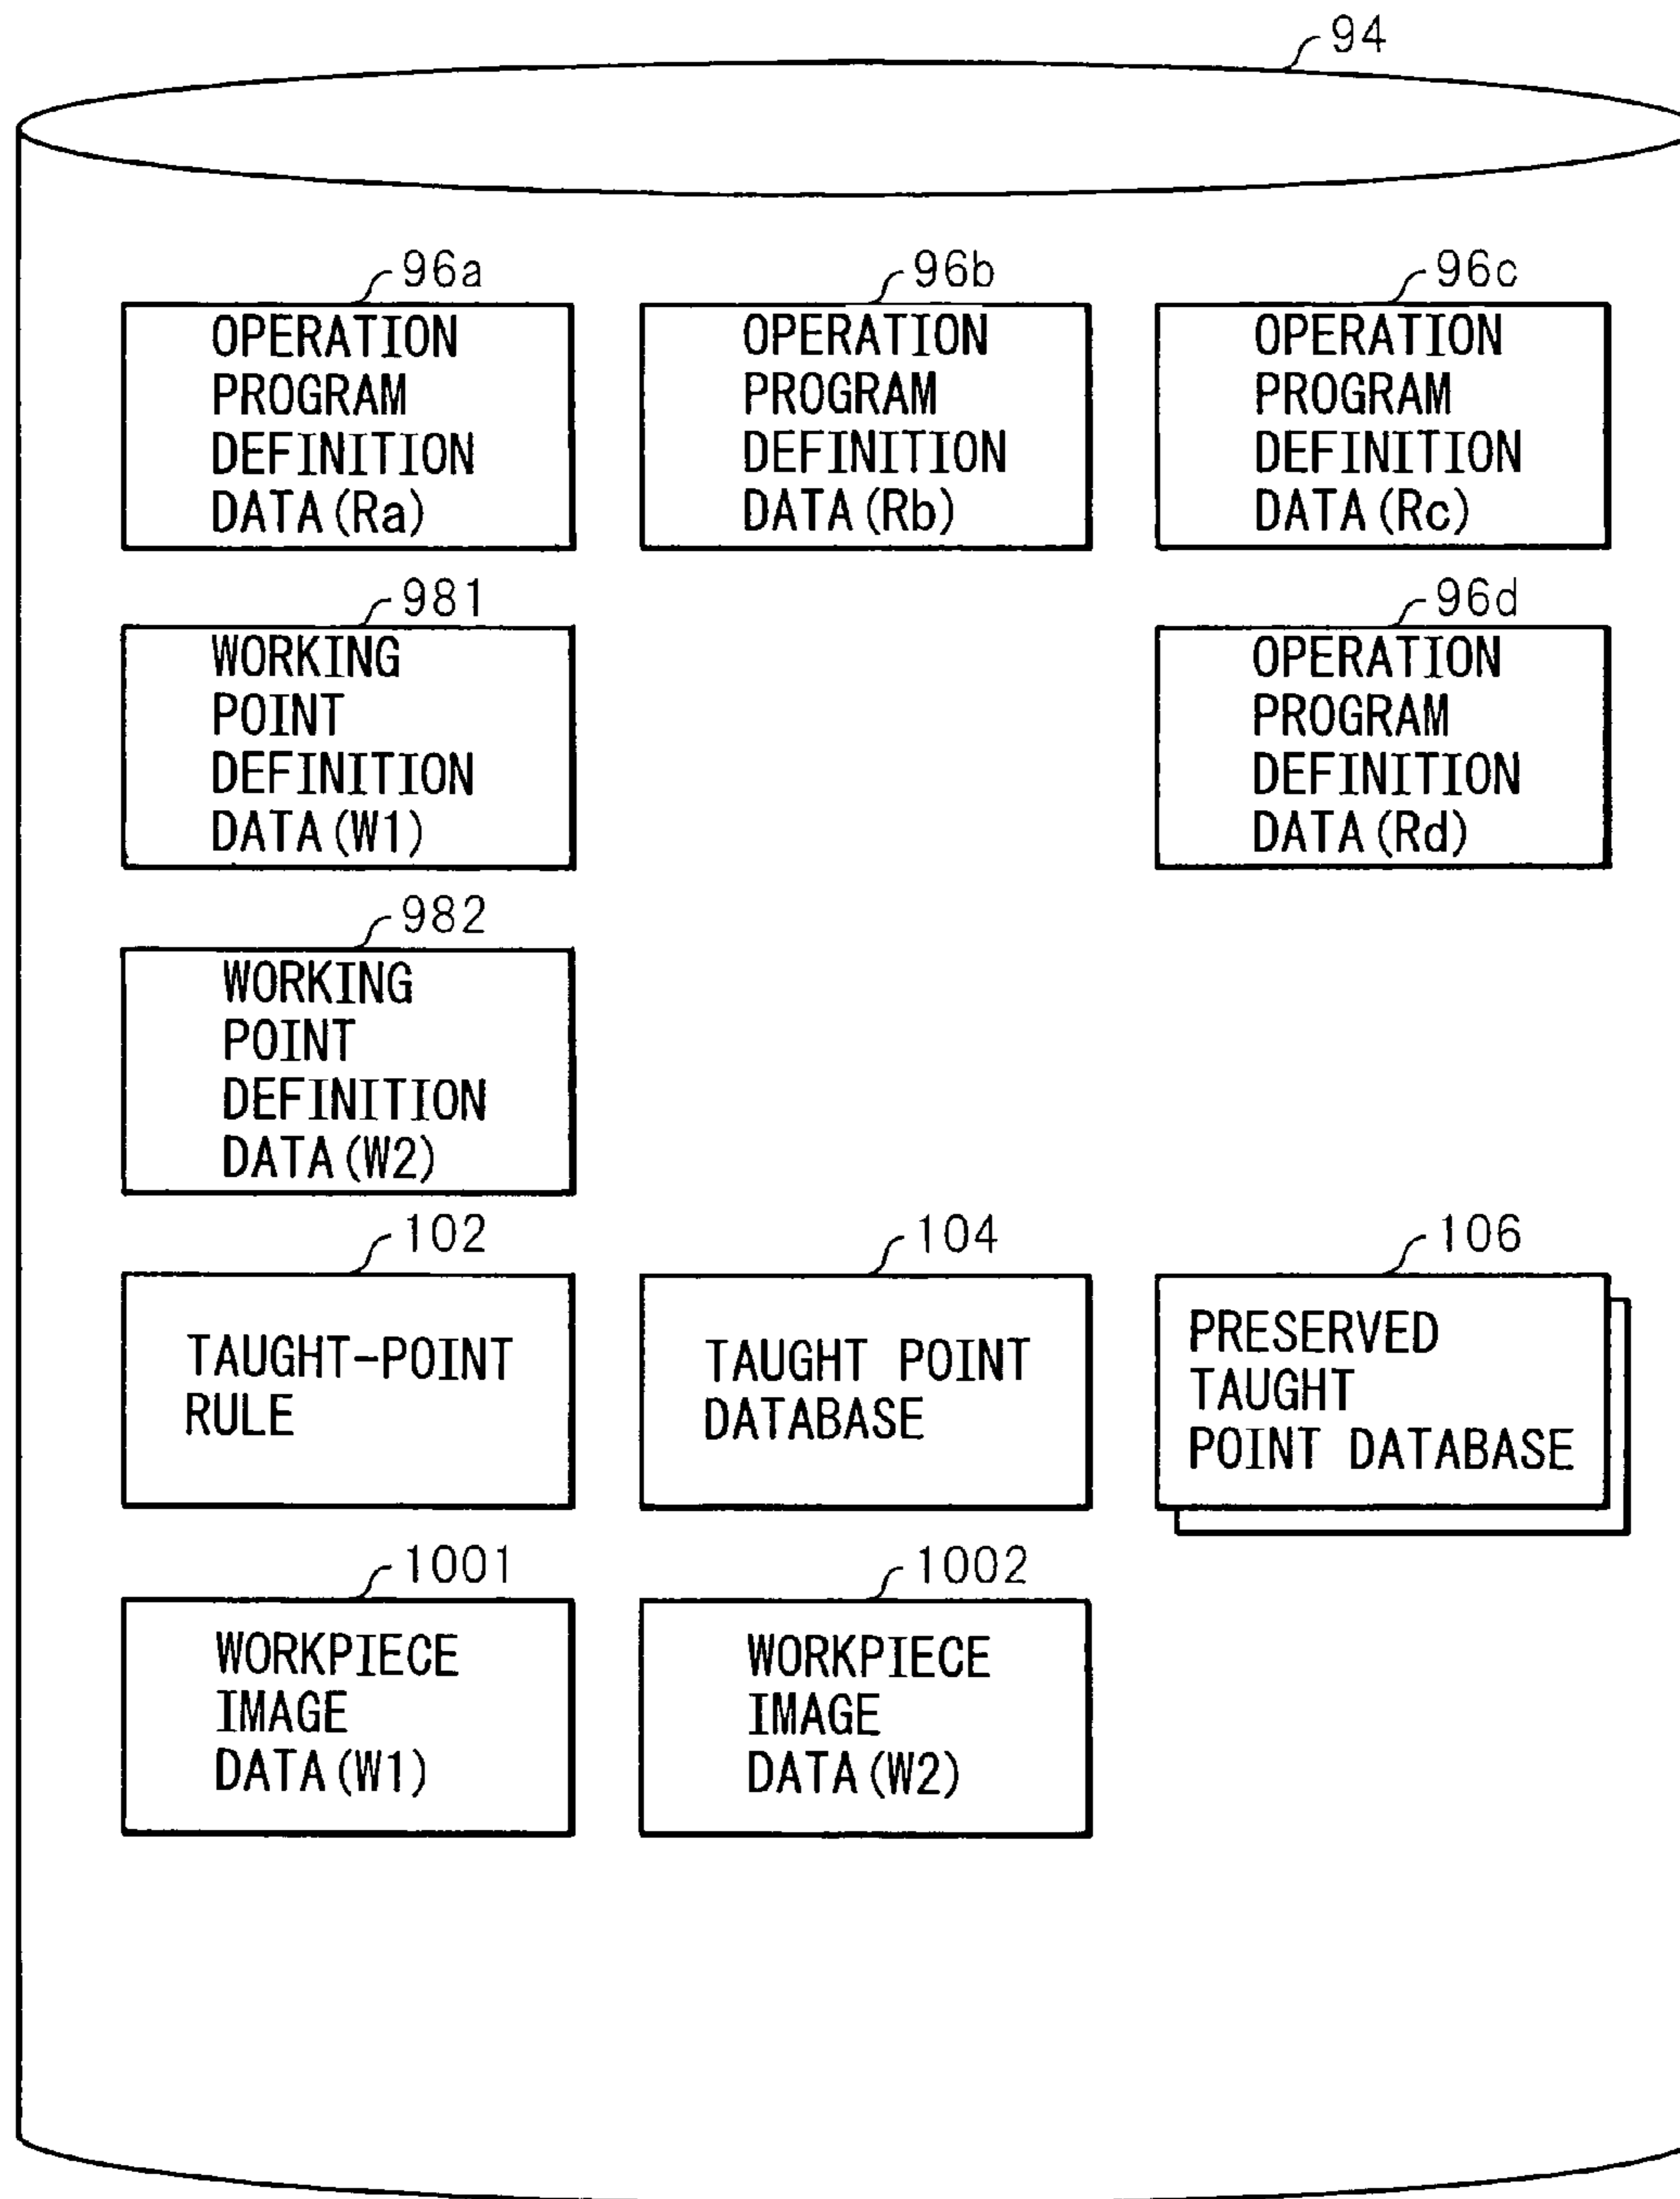 94
96a
OPERATION
PROGRAM
DEFINITION
DATA(Ra)
96b
OPERATION
PROGRAM
DEFINITION
DATA(Rb)
96c
OPERATION
PROGRAM
DEFINITION
DATA(Rc)
981
WORKING
POINT
DEFINITION
DATA(W1)
96d
OPERATION
PROGRAM
DEFINITION
DATA(Rd)
982
WORKING
POINT
DEFINITION
DATA(W2)
102
TAUGHT-POINT
RULE
104
TAUGHT POINT
DATABASE
106
PRESERVED
TAUGHT
POINT DATABASE
1001
WORKPIECE
IMAGE
DATA(W1)
1002
WORKPIECE
IMAGE
DATA(W2)